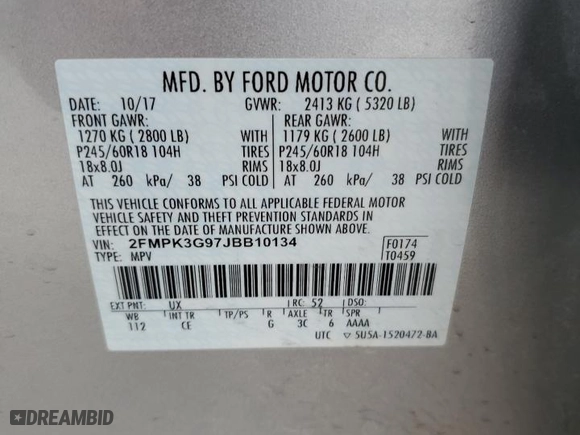 MFD. BY FORD MOTOR CO.
DATE: 10/17 GVWR: 2413 KG ( 5320 LB)
FRONT GAWR: REAR GAWR:
1270 KG ( 2800 LB) WITH 1179 KG ( 2600 LB) WITH
P245/60R18 104H TIRES P245/60R18 104H TIRES
18x8.0J RIMS 18x8.0J RIMS
AT 260 kPa/ 38 PSI COLD AT 260 kPa/ 38 PSI COLD
THIS VEHICLE CONFORMS TO ALL APPLICABLE FEDERAL MOTOR
VEHICLE SAFETY AND THEFT PREVENTION STANDARDS IN
EFFECT ON THE DATE OF MANUFACTURE SHOWN ABOVE.
VIN: 2FMPK3G97JBB10134 F0174
TYPE: MPV T0459
EXT PNT: UX RC: 52 DSO:
WB INT TR TP/PS R AXLE TR SPR
112 CE G 3C 6 AAAA
UTC ▽ 5U5A-1520472-BA
DREAMBID